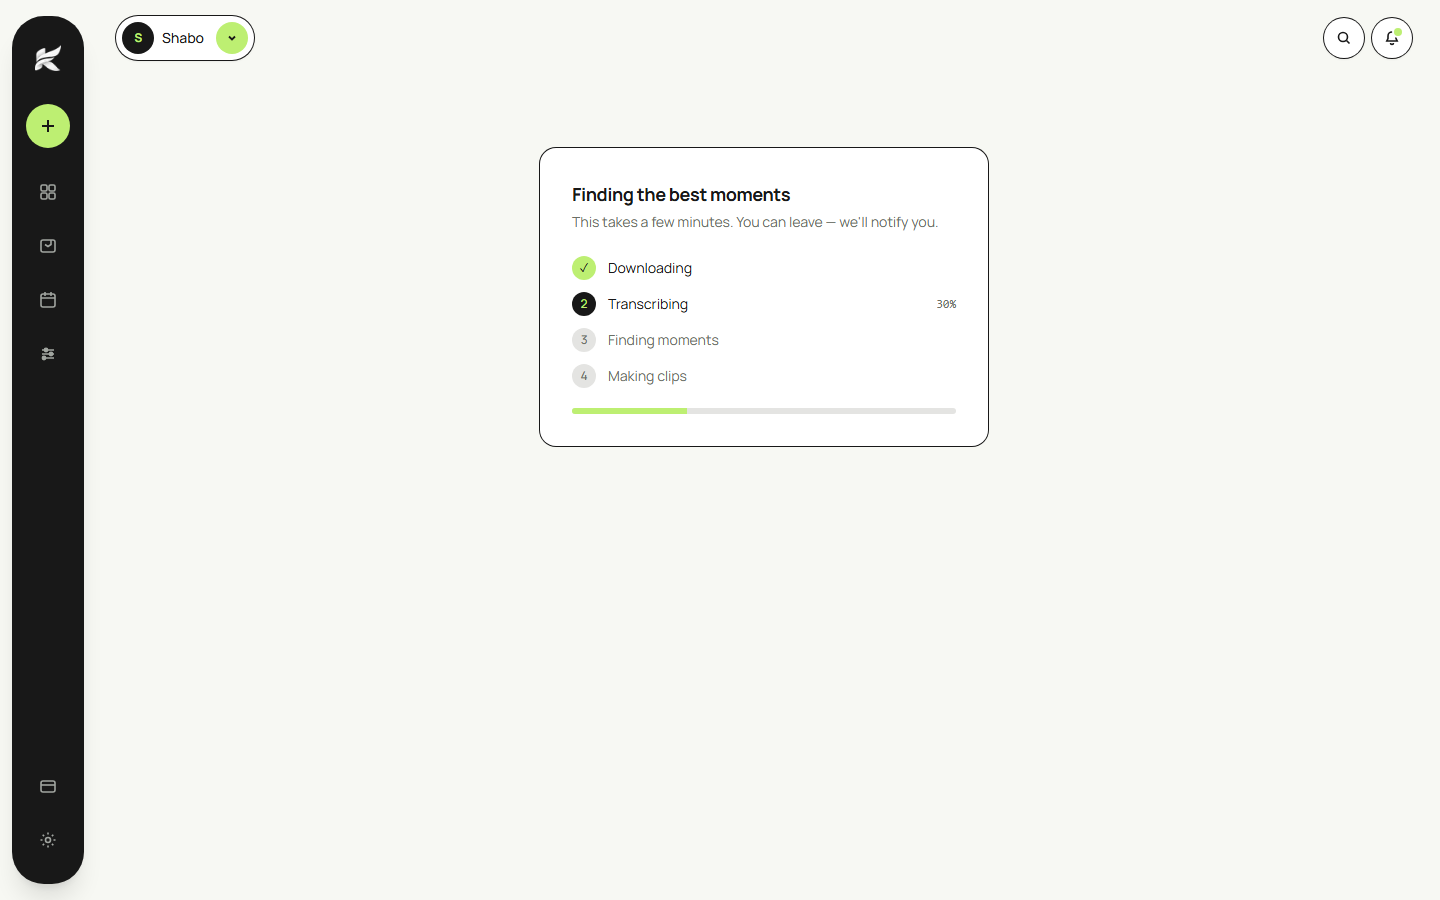 S Shabo
Finding the best moments
This takes a few minutes. You can leave — we'll notify you.
✓ Downloading
2 Transcribing 30%
3 Finding moments
4 Making clips